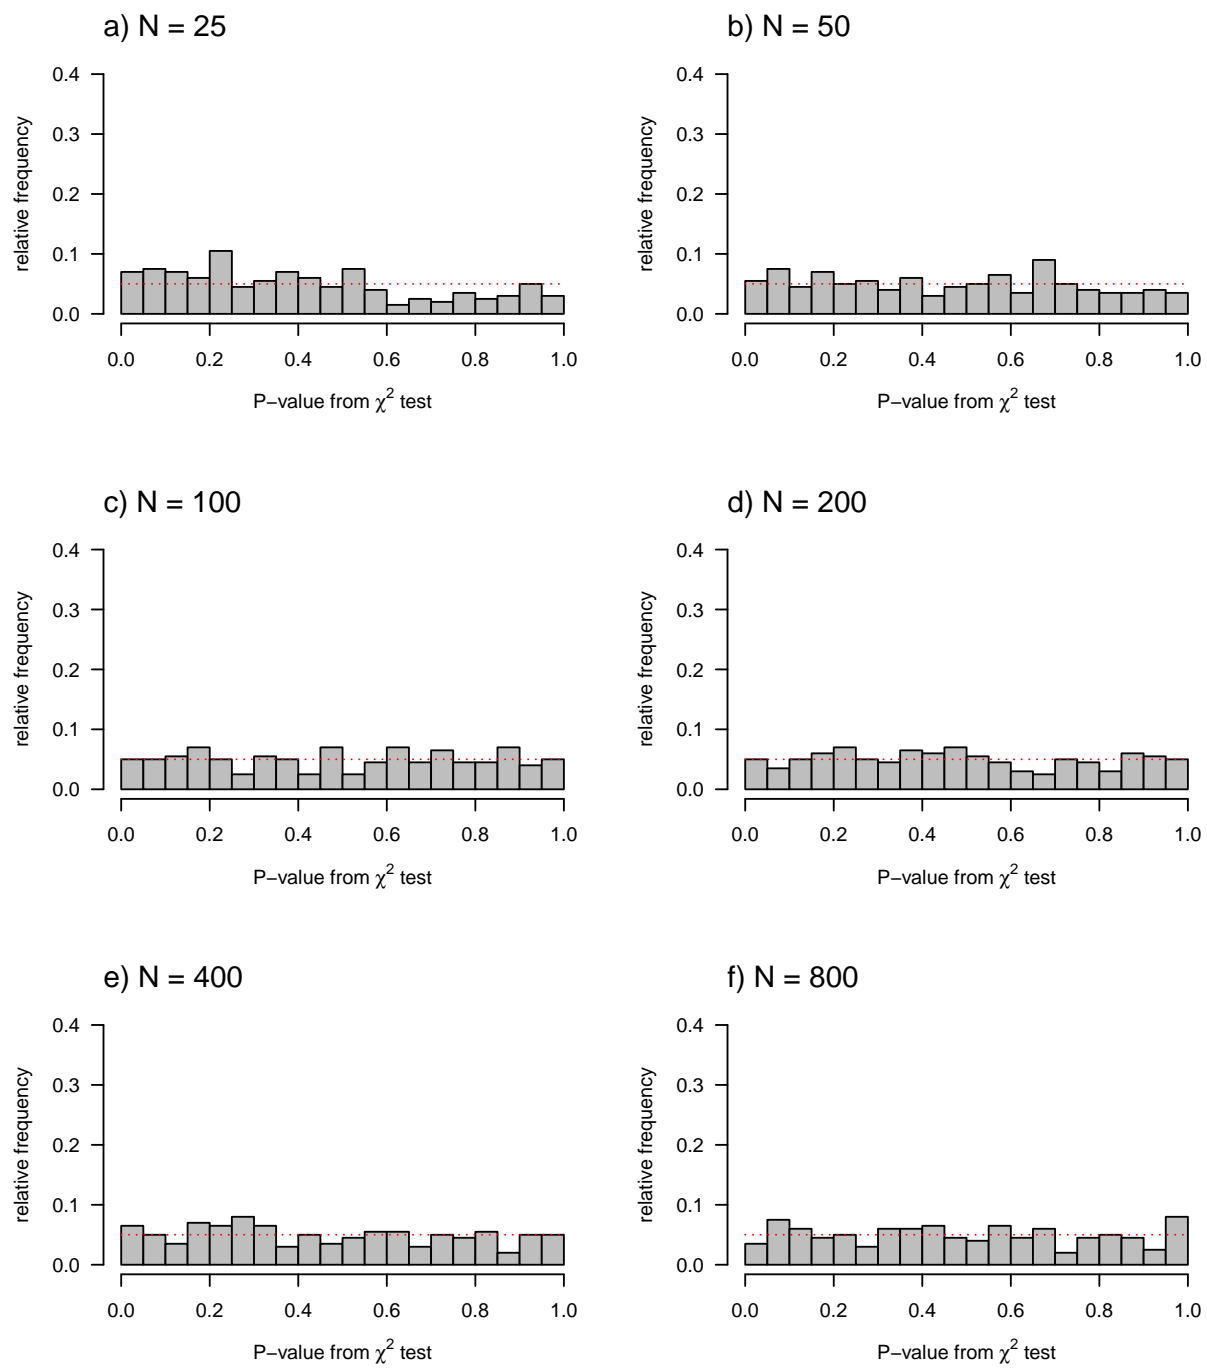 a) N = 25
relative frequency
0.4
0.3
0.2
0.1
0.0
0.0 0.2 0.4 0.6 0.8 1.0
P−value from χ² test
b) N = 50
relative frequency
0.4
0.3
0.2
0.1
0.0
0.0 0.2 0.4 0.6 0.8 1.0
P−value from χ² test
c) N = 100
relative frequency
0.4
0.3
0.2
0.1
0.0
0.0 0.2 0.4 0.6 0.8 1.0
P−value from χ² test
d) N = 200
relative frequency
0.4
0.3
0.2
0.1
0.0
0.0 0.2 0.4 0.6 0.8 1.0
P−value from χ² test
e) N = 400
relative frequency
0.4
0.3
0.2
0.1
0.0
0.0 0.2 0.4 0.6 0.8 1.0
P−value from χ² test
f) N = 800
relative frequency
0.4
0.3
0.2
0.1
0.0
0.0 0.2 0.4 0.6 0.8 1.0
P−value from χ² test